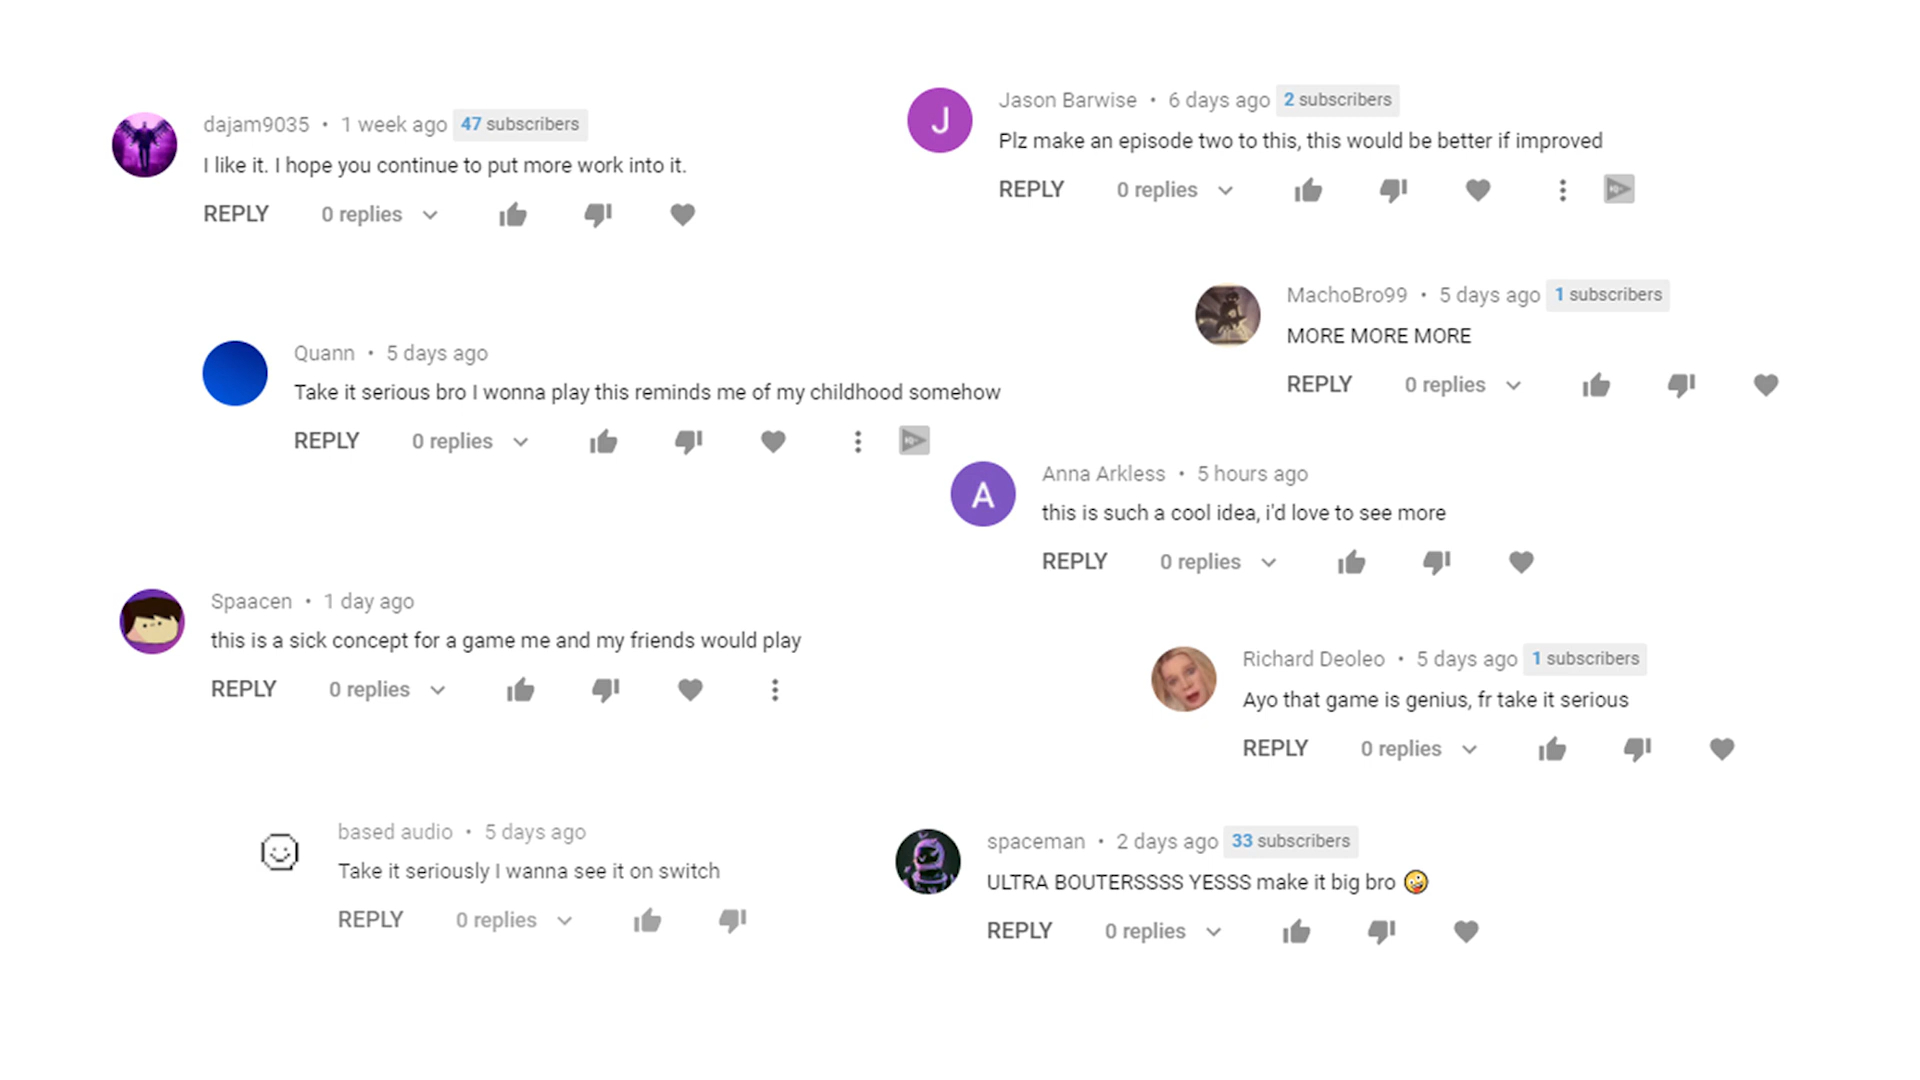 dajam9035 • 1 week ago 47 subscribers
I like it. I hope you continue to put more work into it.
REPLY 0 replies
J
Jason Barwise • 6 days ago 2 subscribers
Plz make an episode two to this, this would be better if improved
REPLY 0 replies
MachoBro99 • 5 days ago 1 subscribers
MORE MORE MORE
REPLY 0 replies
Quann • 5 days ago
Take it serious bro I wonna play this reminds me of my childhood somehow
REPLY 0 replies
A
Anna Arkless • 5 hours ago
this is such a cool idea, i'd love to see more
REPLY 0 replies
Spaacen • 1 day ago
this is a sick concept for a game me and my friends would play
REPLY 0 replies
Richard Deoleo • 5 days ago 1 subscribers
Ayo that game is genius, fr take it serious
REPLY 0 replies
based audio • 5 days ago
Take it seriously I wanna see it on switch
REPLY 0 replies
spaceman • 2 days ago 33 subscribers
ULTRA BOUTERSSSS YESSS make it big bro 🤪
REPLY 0 replies